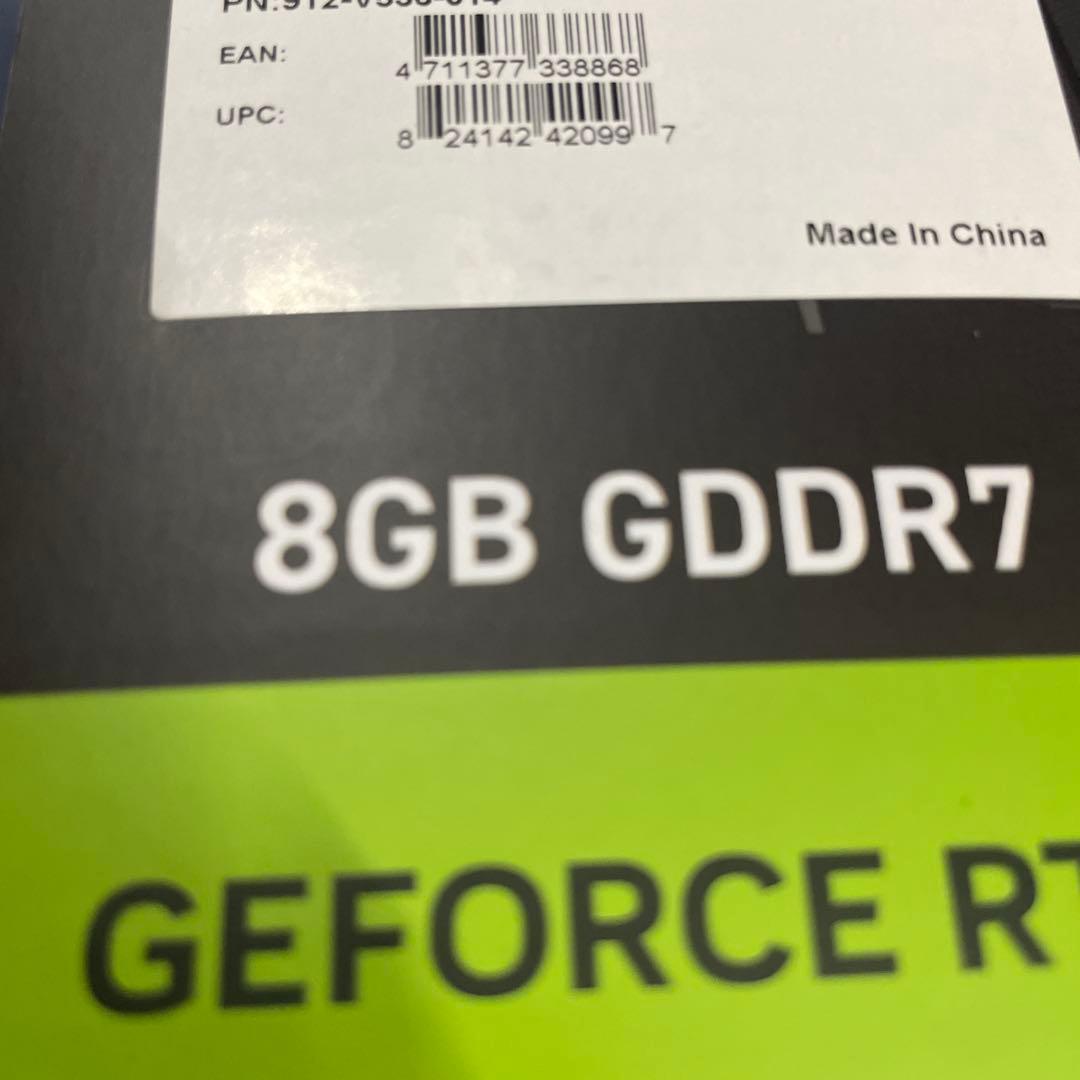 EAN:
4 711377 338868
UPC:
8 24142 42099 7
Made In China
8GB GDDR7
GEFORCE